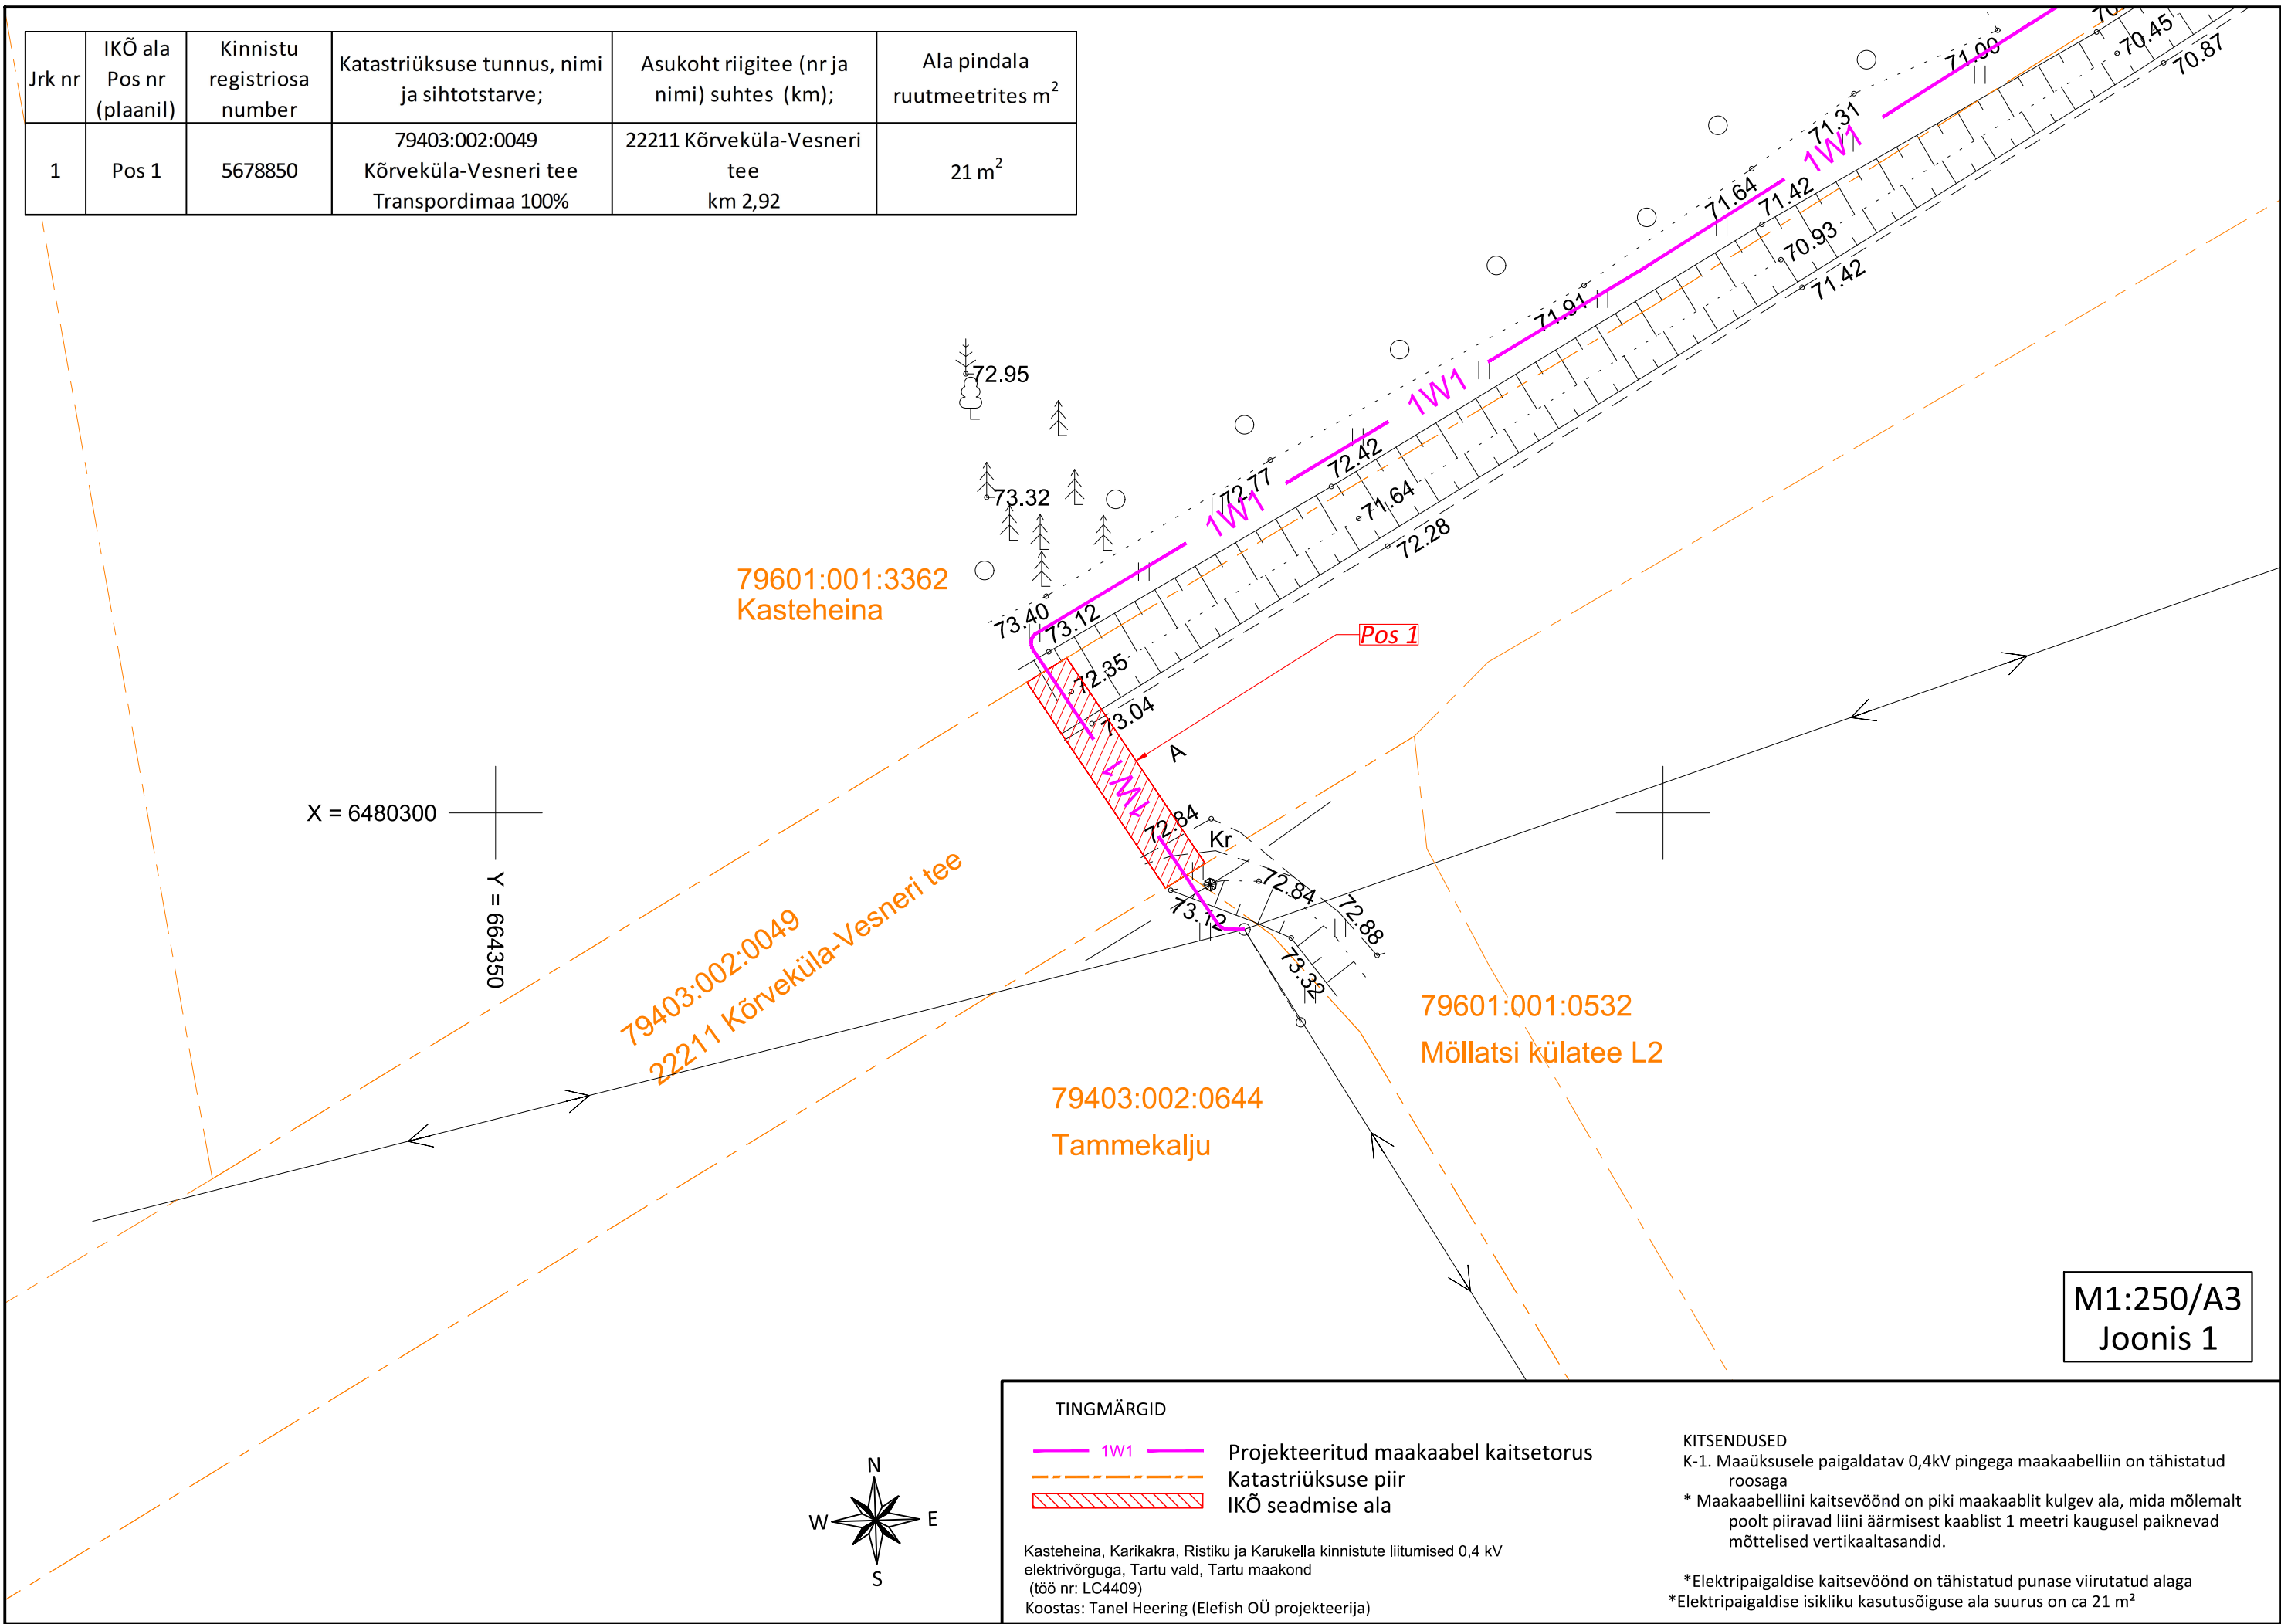 Jrk nr
IKÕ ala
Pos nr
(plaanil)
Kinnistu
registriosa
number
Katastriüksuse tunnus, nimi
ja sihtotstarve;
Asukoht riigitee (nr ja
nimi) suhtes (km);
Ala pindala
ruutmeetrites m²
1
Pos 1
5678850
79403:002:0049
Kõrveküla-Vesneri tee
Transpordimaa 100%
22211 Kõrveküla-Vesneri
tee
km 2,92
21 m²
70.45
70.87
71.00
71.31
1W1
71.64
71.42
70.93
71.42
71.91
1W1
72.95
72.42
72.77
71.64
1W1
72.28
73.32
79601:001:3362
Kasteheina
73.40
73.12
Pos 1
72.35
73.04
A
1W1
X = 6480300
Y = 664350
72.84
Kr
72.84
73.12
72.88
73.32
79403:002:0049
22211 Kõrveküla-Vesneri tee
79601:001:0532
Möllatsi külatee L2
79403:002:0644
Tammekalju
M1:250/A3
Joonis 1
N
W
E
S
TINGMÄRGID
1W1
Projekteeritud maakaabel kaitsetorus
Katastriüksuse piir
IKÕ seadmise ala
Kasteheina, Karikakra, Ristiku ja Karukella kinnistute liitumised 0,4 kV
elektrivõrguga, Tartu vald, Tartu maakond
(töö nr: LC4409)
Koostas: Tanel Heering (Elefish OÜ projekteerija)
KITSENDUSED
K-1. Maaüksusele paigaldatav 0,4kV pingega maakaabelliin on tähistatud
roosaga
* Maakaabelliini kaitsevöönd on piki maakaablit kulgev ala, mida mõlemalt
poolt piiravad liini äärmisest kaablist 1 meetri kaugusel paiknevad
mõttelised vertikaaltasandid.
*Elektripaigaldise kaitsevöönd on tähistatud punase viirutatud alaga
*Elektripaigaldise isikliku kasutusõiguse ala suurus on ca 21 m²